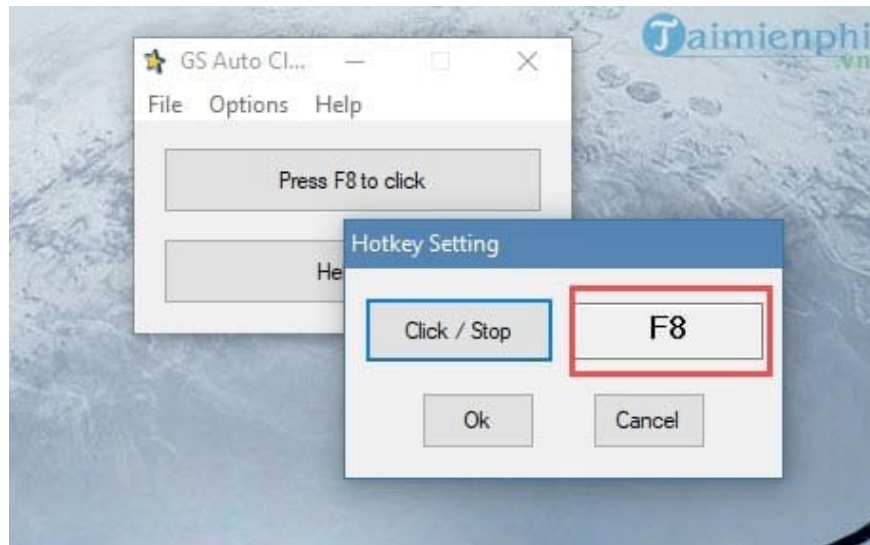 Taimienphi
.vn
GS Auto Cl...
File Options Help
Press F8 to click
He
Hotkey Setting
Click / Stop
F8
Ok
Cancel